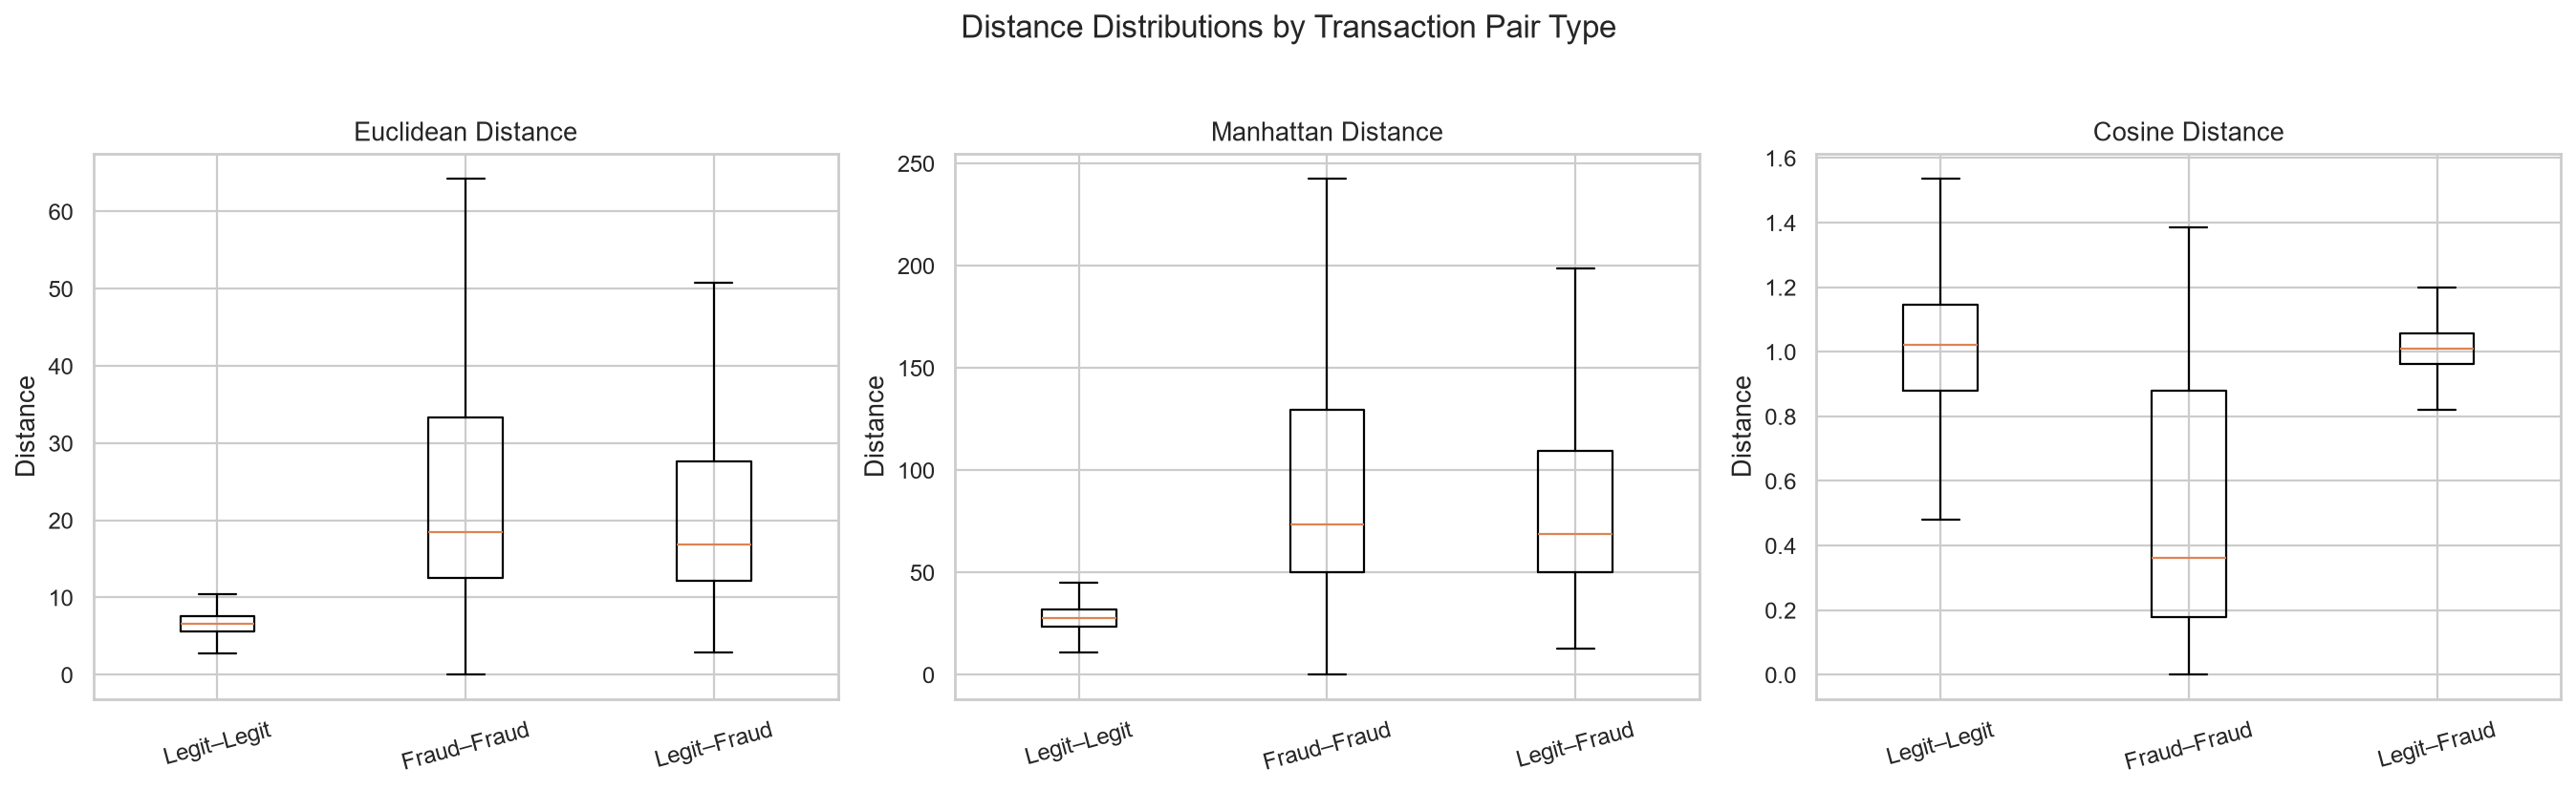 Distance Distributions by Transaction Pair Type
Euclidean Distance
Distance
60
50
40
30
20
10
0
Legit–Legit
Fraud–Fraud
Legit–Fraud
Manhattan Distance
Distance
250
200
150
100
50
0
Legit–Legit
Fraud–Fraud
Legit–Fraud
Cosine Distance
Distance
1.6
1.4
1.2
1.0
0.8
0.6
0.4
0.2
0.0
Legit–Legit
Fraud–Fraud
Legit–Fraud